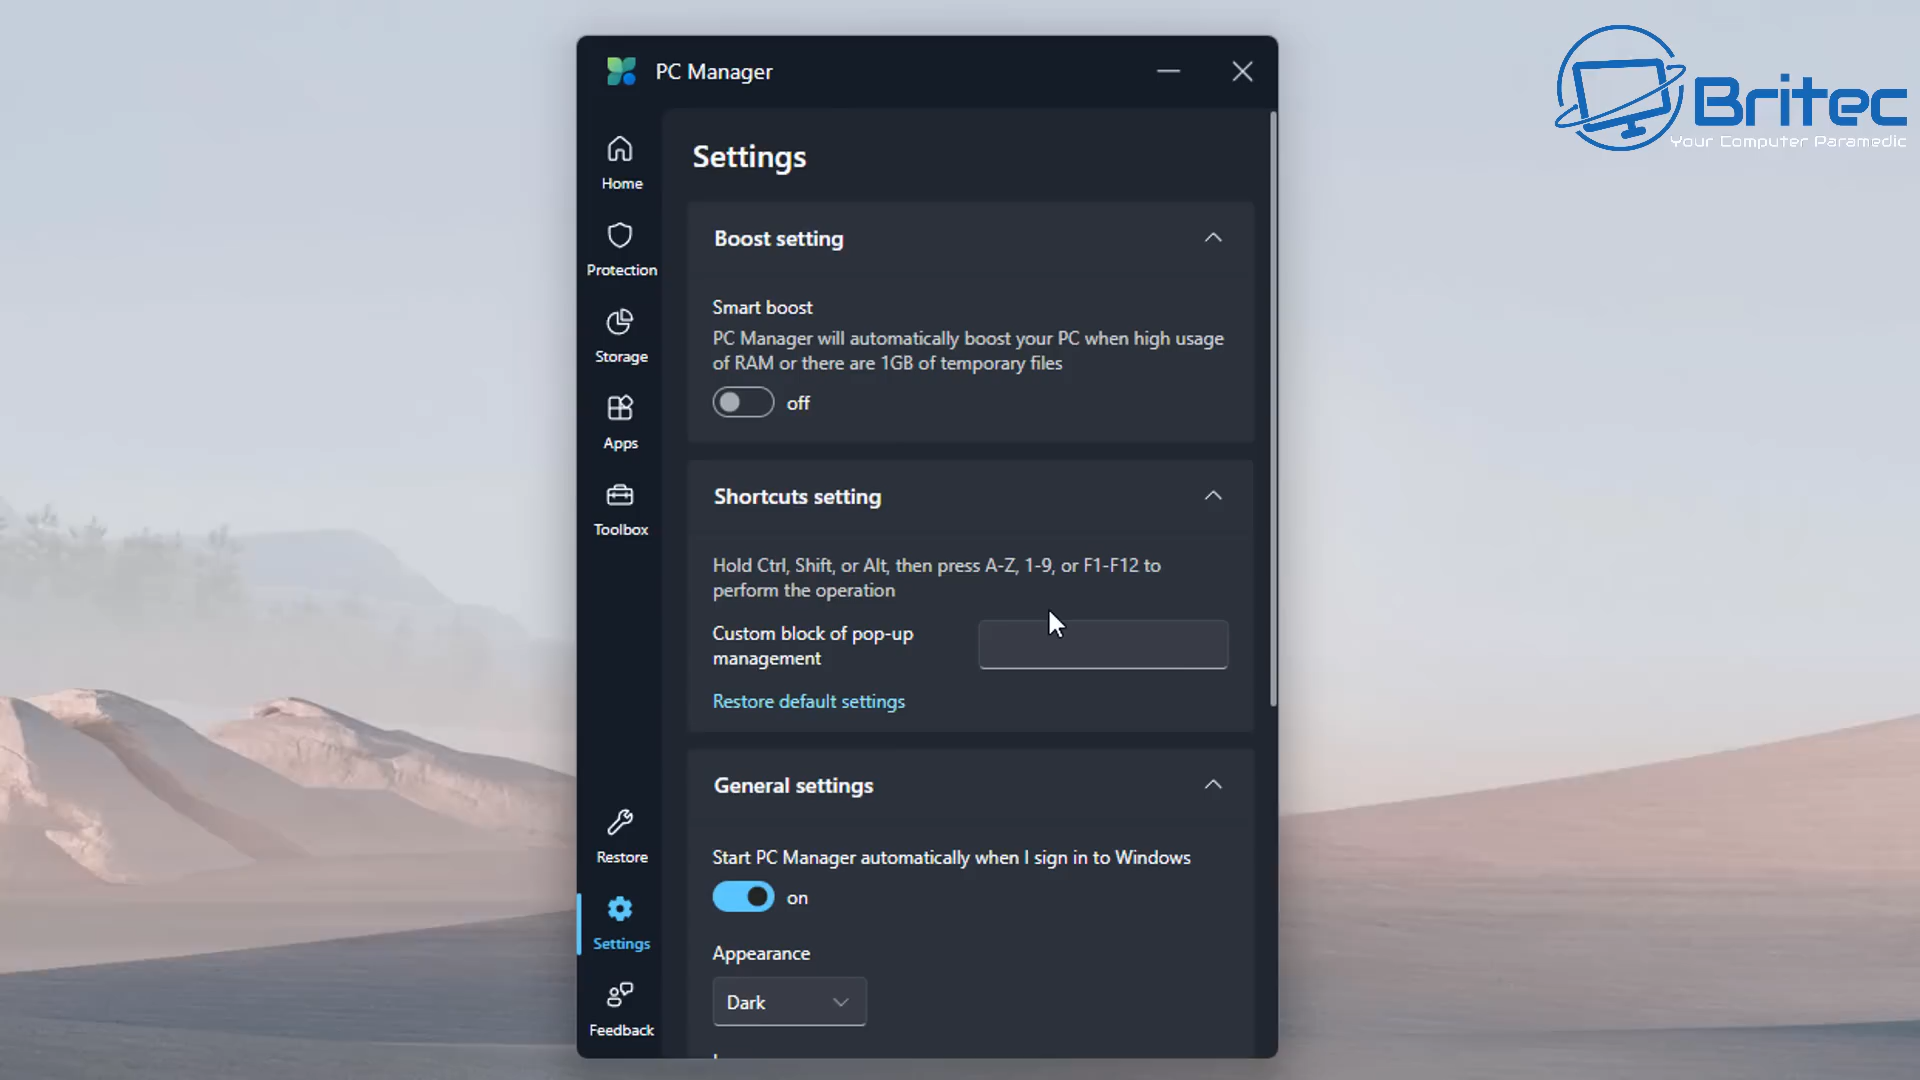 PC Manager
Britec
Your Computer Paramedic
Home
Protection
Storage
Apps
Toolbox
Restore
Settings
Feedback
Settings
Boost setting
Smart boost
PC Manager will automatically boost your PC when high usage
of RAM or there are 1GB of temporary files
off
Shortcuts setting
Hold Ctrl, Shift, or Alt, then press A-Z, 1-9, or F1-F12 to
perform the operation
Custom block of pop-up
management
Restore default settings
General settings
Start PC Manager automatically when I sign in to Windows
on
Appearance
Dark